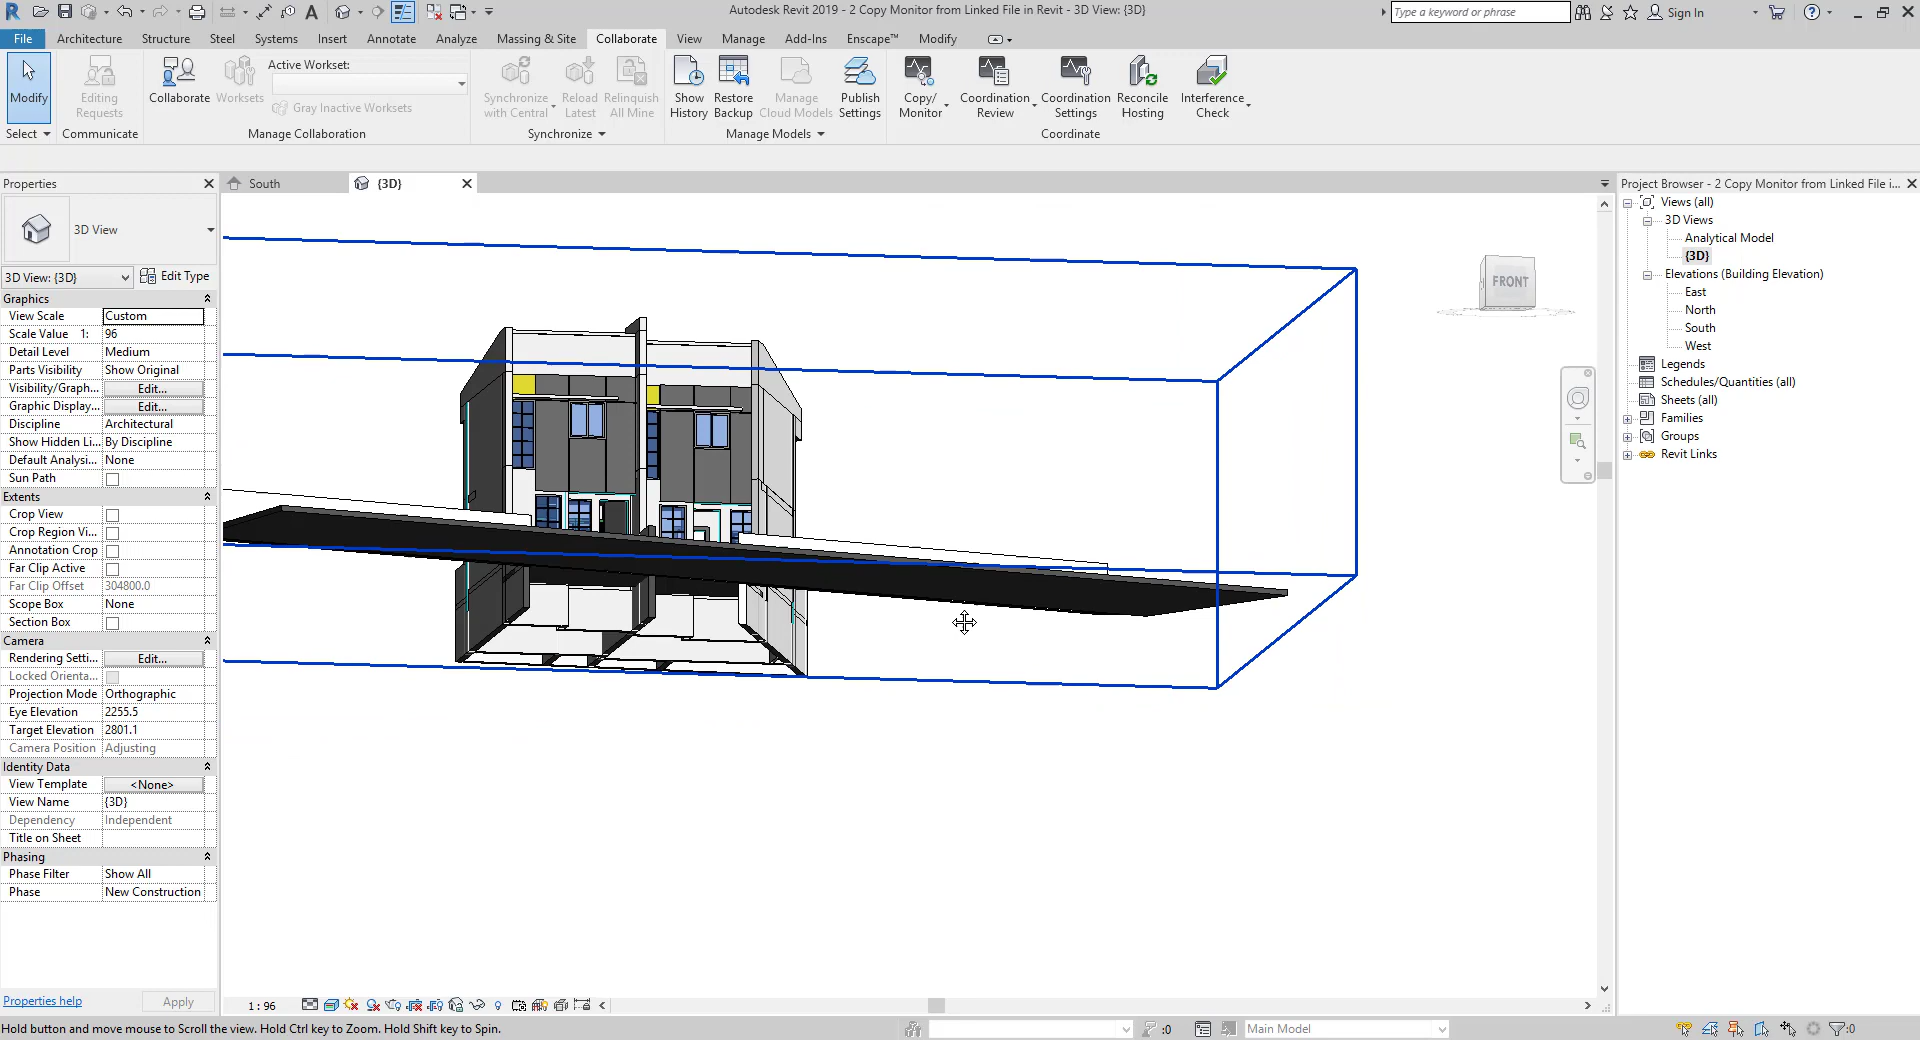 Autodesk Revit 2019 - 2 Copy Monitor from Linked File in Revit - 3D View: {3D}
Type a keyword or phrase
Sign In
File
Architecture
Structure
Steel
Systems
Insert
Annotate
Analyze
Massing & Site
Collaborate
View
Manage
Add-Ins
Enscape™
Modify
Modify
Select
Editing
Requests
Communicate
Collaborate
Worksets
Active Workset:
Gray Inactive Worksets
Manage Collaboration
Synchronize
with Central
Reload
Latest
Relinquish
All Mine
Synchronize
Show
History
Restore
Backup
Manage
Cloud Models
Publish
Settings
Manage Models
Copy/
Monitor
Coordination
Review
Coordination
Settings
Reconcile
Hosting
Interference
Check
Coordinate
Properties
3D View
3D View: {3D}
Edit Type
Graphics
View Scale Custom
Scale Value 1: 96
Detail Level Medium
Parts Visibility Show Original
Visibility/Graph... Edit...
Graphic Display... Edit...
Discipline Architectural
Show Hidden Li... By Discipline
Default Analysi... None
Sun Path
Extents
Crop View
Crop Region Vi...
Annotation Crop
Far Clip Active
Far Clip Offset 304800.0
Scope Box None
Section Box
Camera
Rendering Setti... Edit...
Locked Orienta...
Projection Mode Orthographic
Eye Elevation 2255.5
Target Elevation 2801.1
Camera Position Adjusting
Identity Data
View Template <None>
View Name {3D}
Dependency Independent
Title on Sheet
Phasing
Phase Filter Show All
Phase New Construction
Properties help
Apply
South
{3D}
FRONT
1 : 96
Project Browser - 2 Copy Monitor from Linked File i...
Views (all)
3D Views
Analytical Model
{3D}
Elevations (Building Elevation)
East
North
South
West
Legends
Schedules/Quantities (all)
Sheets (all)
Families
Groups
Revit Links
Hold button and move mouse to Scroll the view. Hold Ctrl key to Zoom. Hold Shift key to Spin.
:0
Main Model
:0